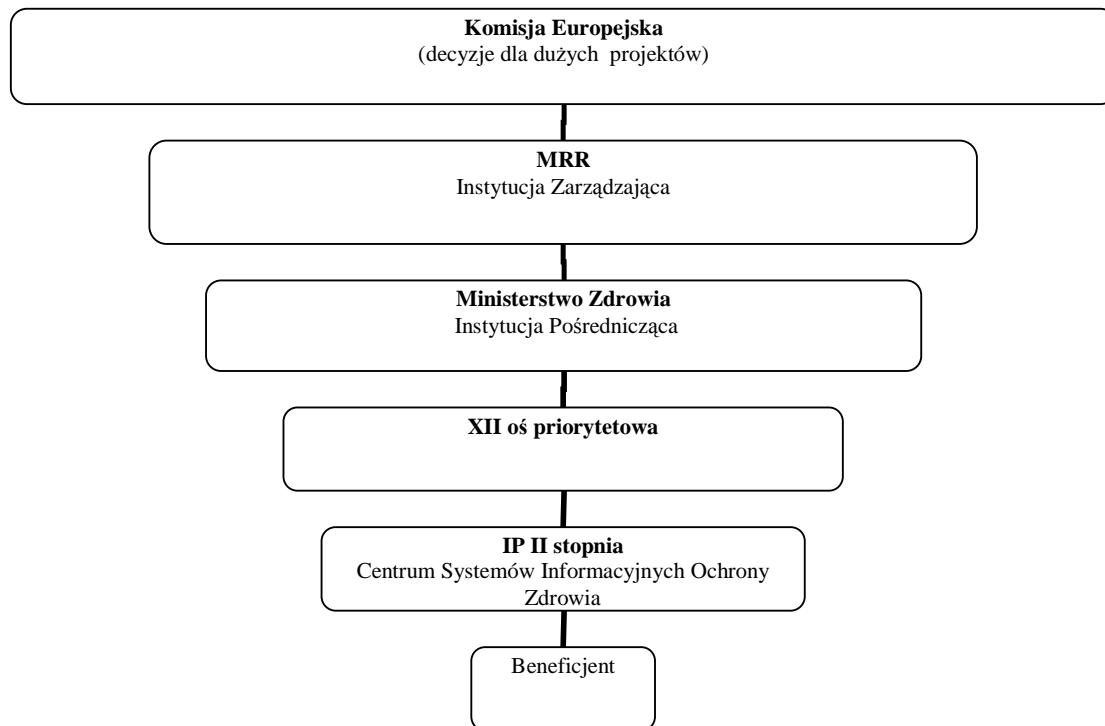 Komisja Europejska
(decyzje dla dużych projektów)
MRR
Instytucja Zarządzająca
Ministerstwo Zdrowia
Instytucja Pośrednicząca
XII oś priorytetowa
IP II stopnia
Centrum Systemów Informacyjnych Ochrony
Zdrowia
Beneficjent